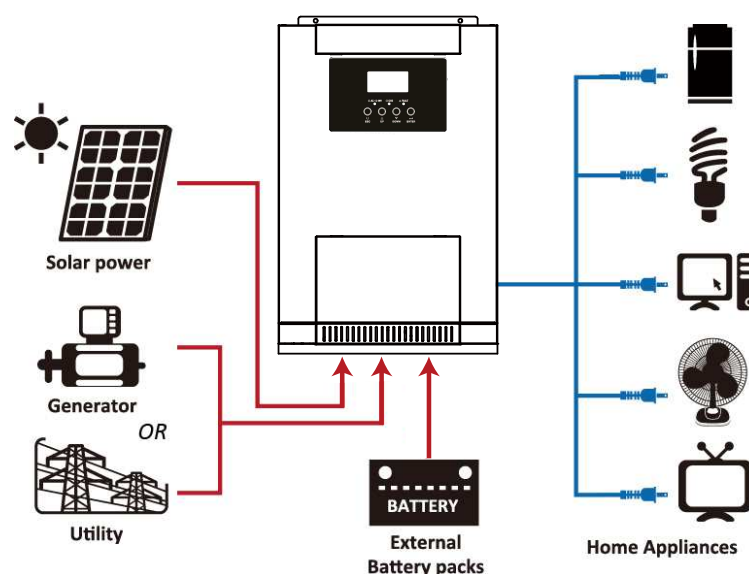 Solar power
Generator
OR
Utility
BATTERY
External
Battery packs
Home Appliances